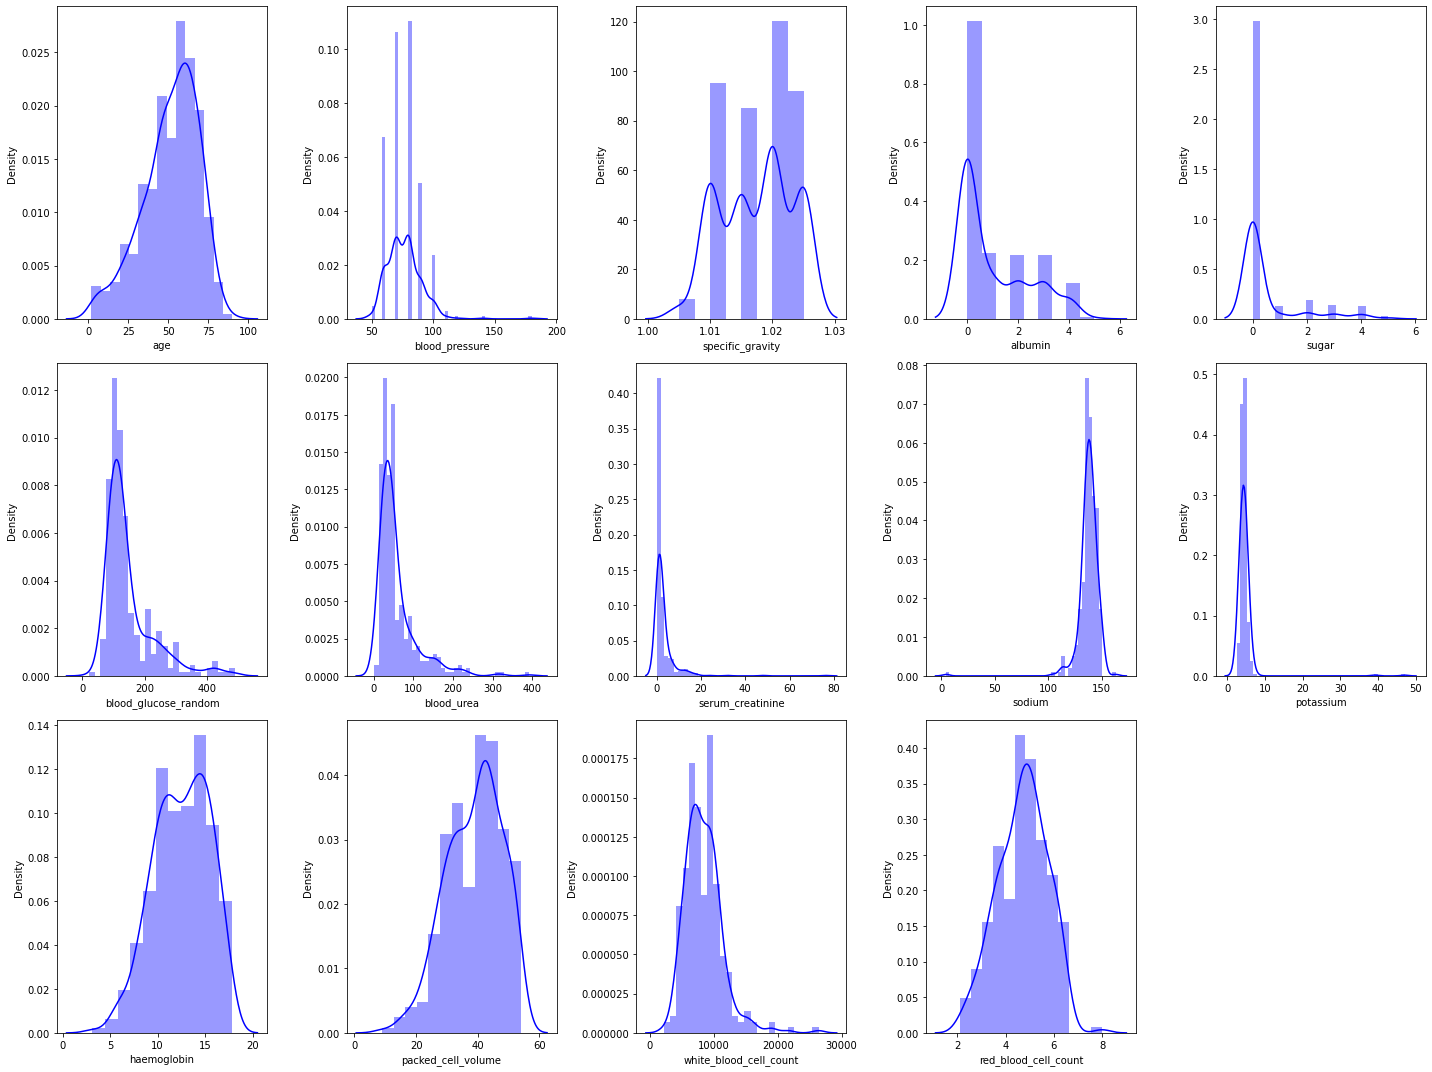 Density
0.025
0.020
0.015
0.010
0.005
0.000
0 25 50 75 100
age
Density
0.10
0.08
0.06
0.04
0.02
0.00
50 100 150 200
blood_pressure
Density
120
100
80
60
40
20
0
1.00 1.01 1.02 1.03
specific_gravity
Density
1.0
0.8
0.6
0.4
0.2
0.0
0 2 4 6
albumin
Density
3.0
2.5
2.0
1.5
1.0
0.5
0.0
0 2 4 6
sugar
Density
0.012
0.010
0.008
0.006
0.004
0.002
0.000
0 200 400
blood_glucose_random
Density
0.0200
0.0175
0.0150
0.0125
0.0100
0.0075
0.0050
0.0025
0.0000
0 100 200 300 400
blood_urea
Density
0.40
0.35
0.30
0.25
0.20
0.15
0.10
0.05
0.00
0 20 40 60 80
serum_creatinine
Density
0.08
0.07
0.06
0.05
0.04
0.03
0.02
0.01
0.00
0 50 100 150
sodium
Density
0.5
0.4
0.3
0.2
0.1
0.0
0 10 20 30 40 50
potassium
Density
0.14
0.12
0.10
0.08
0.06
0.04
0.02
0.00
0 5 10 15 20
haemoglobin
Density
0.04
0.03
0.02
0.01
0.00
0 20 40 60
packed_cell_volume
Density
0.000175
0.000150
0.000125
0.000100
0.000075
0.000050
0.000025
0.000000
0 10000 20000 30000
white_blood_cell_count
Density
0.40
0.35
0.30
0.25
0.20
0.15
0.10
0.05
0.00
2 4 6 8
red_blood_cell_count